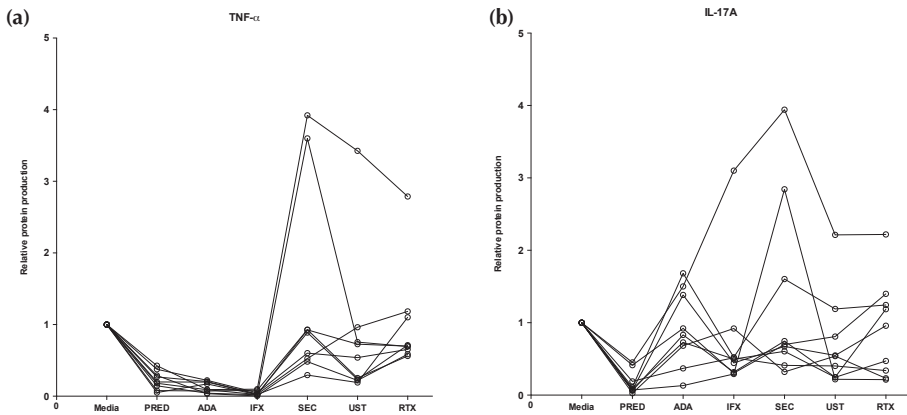 (a)
TNF-α
Relative protein production
5
4
3
2
1
0
0
Media PRED ADA IFX SEC UST RTX
(b)
IL-17A
Relative protein production
5
4
3
2
1
0
0
Media PRED ADA IFX SEC UST RTX